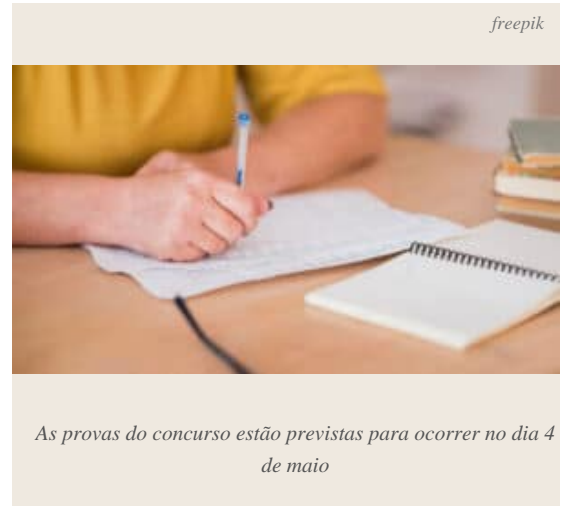 freepik
As provas do concurso estão previstas para ocorrer no dia 4
de maio